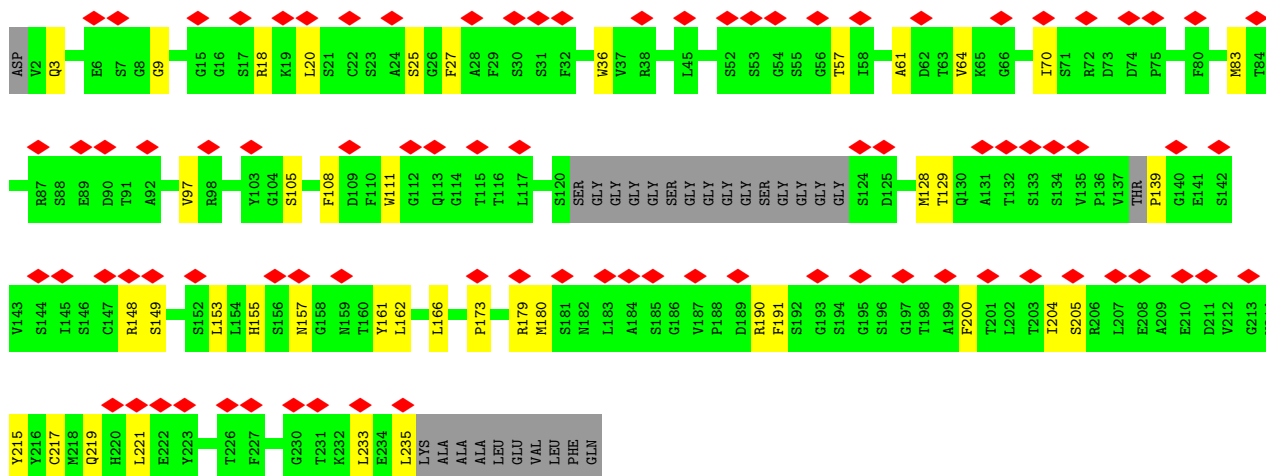 ASP V2 Q3 E6 S7 G8 G9 G15 G16 S17 R18 K19 L20 S21 C22 S23 A24 S25 G26 F27 A28 F29 S30 S31 F32 W36 V37 R38 L45 S52 S53 G54 S55 G56 T57 I58 A61 D62 T63 V64 K65 G66 I70 S71 R72 D73 D74 P75 F80 M83 T84
R87 S88 E89 D90 T91 A92 V97 R98 Y103 G104 S105 F108 D109 F110 W111 G112 Q113 G114 T115 T116 L117 S120 SER GLY GLY GLY GLY SER GLY GLY GLY GLY SER GLY GLY GLY GLY S124 D125 M128 T129 Q130 A131 T132 S133 S134 V135 P136 V137 THR P139 G140 E141 S142
V143 S144 I145 S146 C147 R148 S149 S152 L153 L154 H155 S156 N157 G158 N159 T160 Y161 L162 L166 P173 R179 M180 S181 N182 L183 A184 S185 G186 V187 P188 D189 R190 F191 S192 G193 S194 G195 S196 G197 T198 A199 F200 T201 L202 T203 I204 S205 R206 L207 E208 A209 E210 D211 V212 G213
Y215 Y216 C217 M218 Q219 H220 L221 E222 Y223 T226 F227 G230 T231 K232 L233 E234 L235 LYS ALA ALA ALA LEU GLU VAL LEU PHE GLN